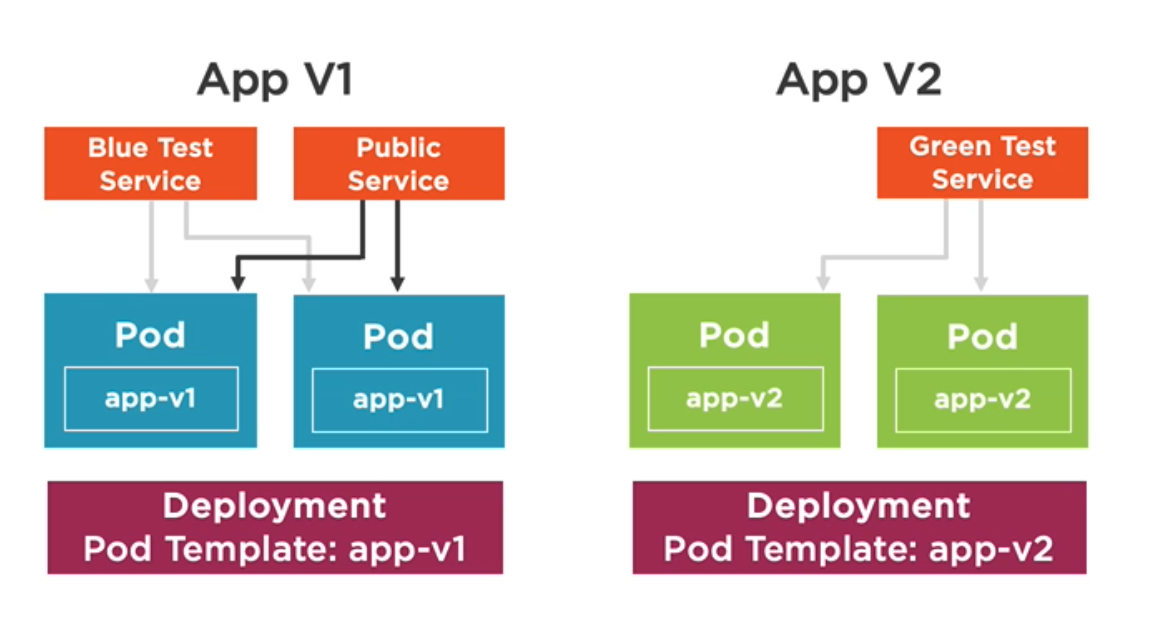 App V1
App V2
Blue Test
Service
Public
Service
Green Test
Service
Pod
app-v1
Pod
app-v1
Pod
app-v2
Pod
app-v2
Deployment
Pod Template: app-v1
Deployment
Pod Template: app-v2